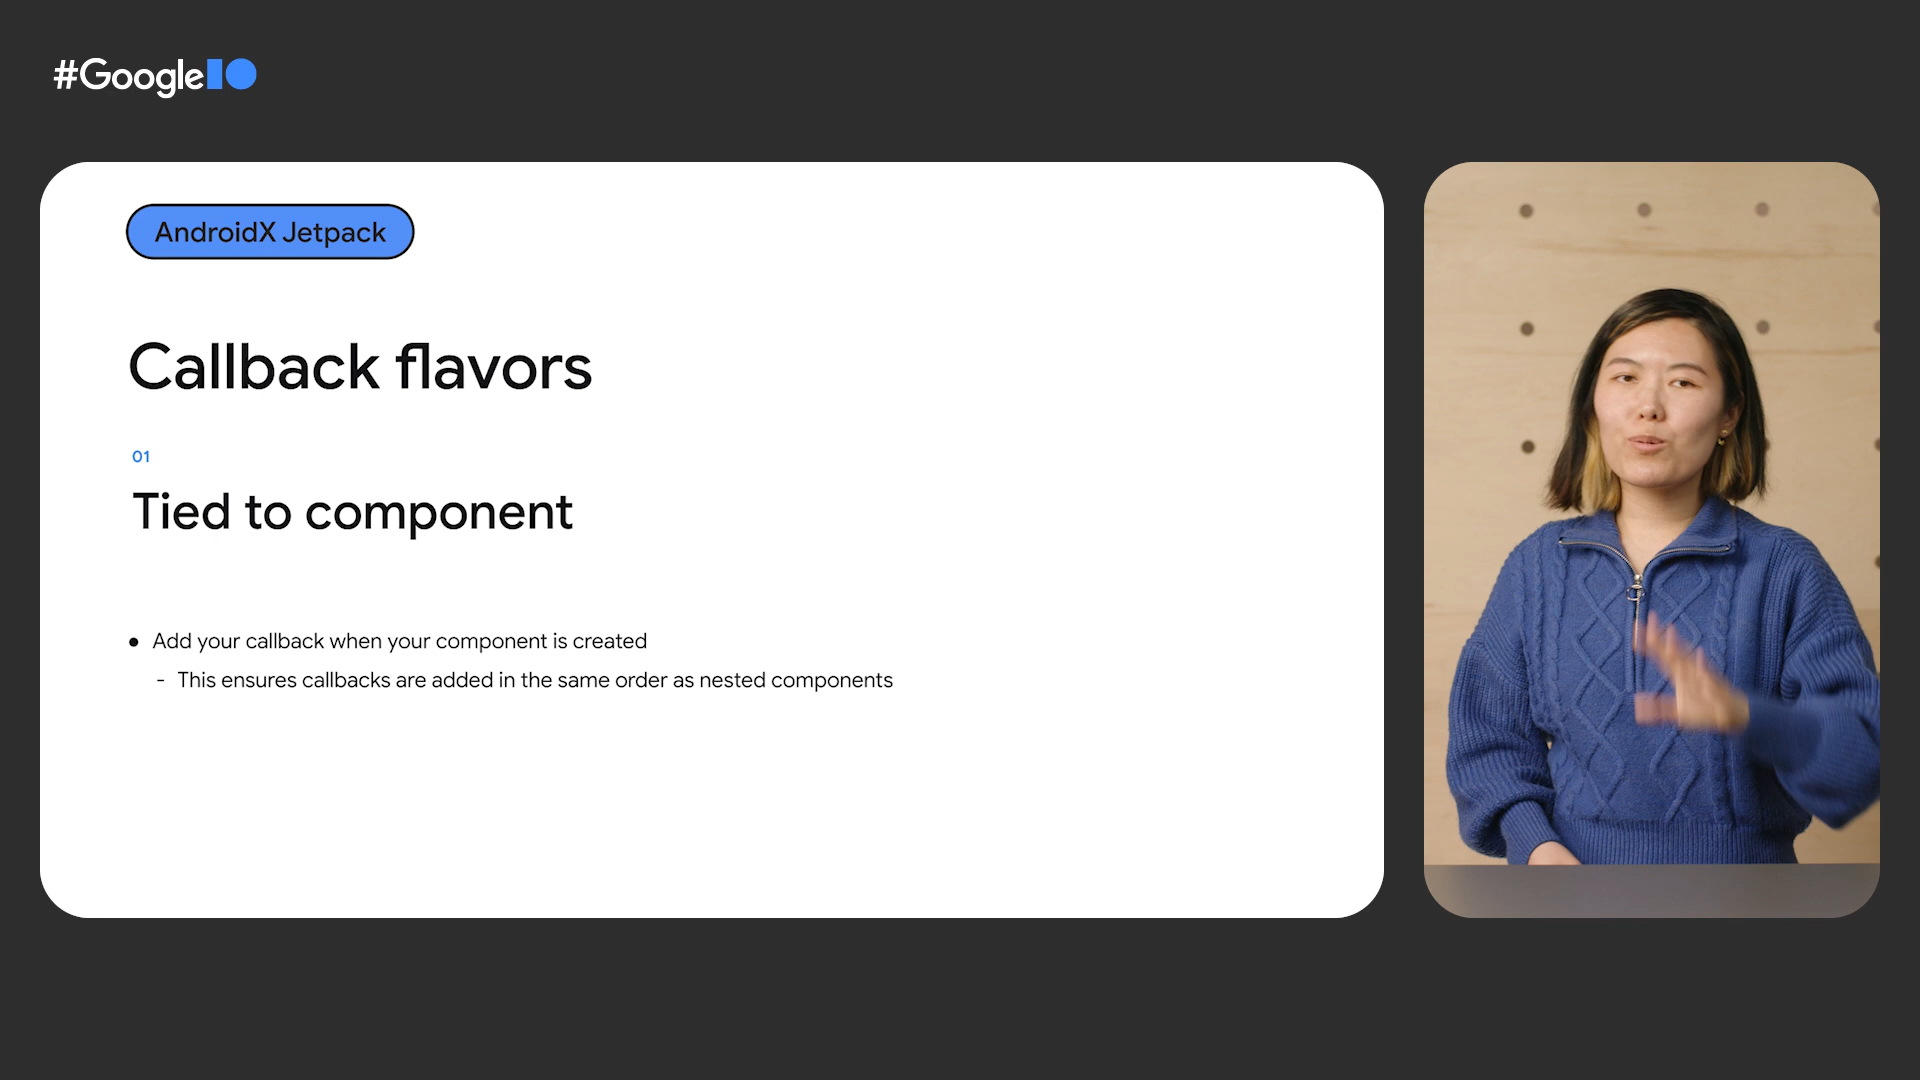 #GoogleIO
AndroidX Jetpack
Callback flavors
01
Tied to component
● Add your callback when your component is created
- This ensures callbacks are added in the same order as nested components